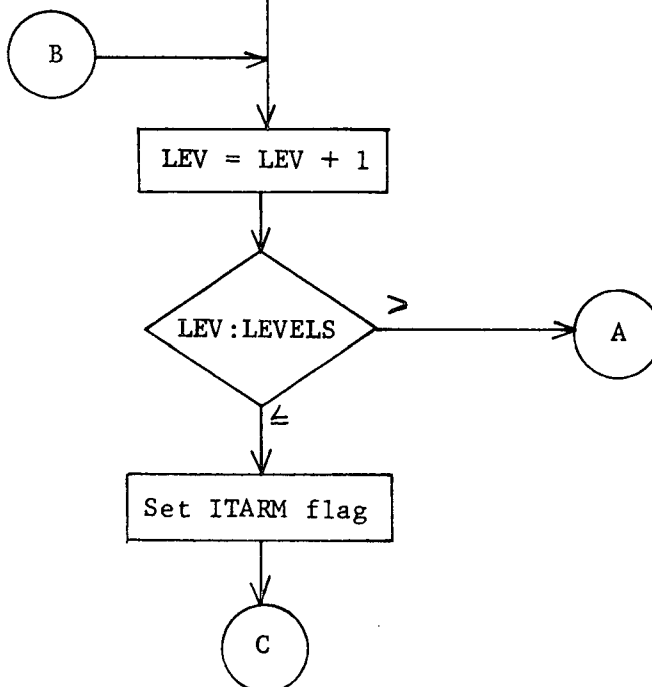 B
LEV = LEV + 1
>
LEV:LEVELS
A
≤
Set ITARM flag
C